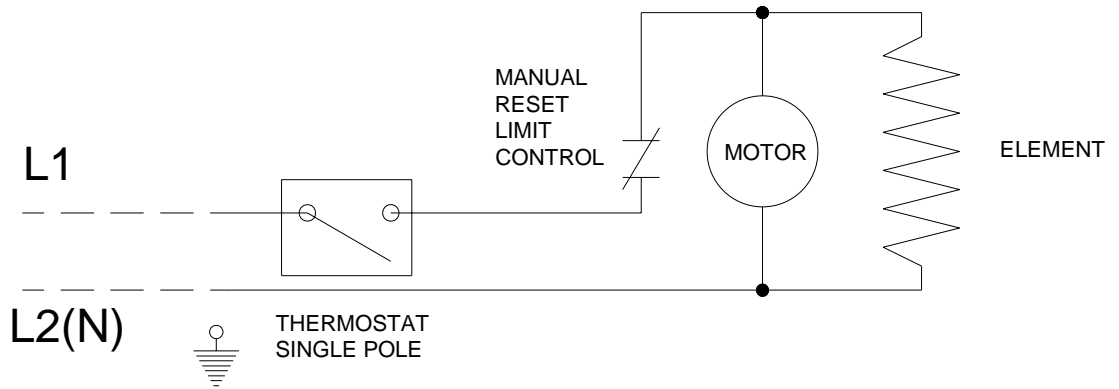 MANUAL
RESET
LIMIT
CONTROL
MOTOR
ELEMENT
L1
L2(N)
THERMOSTAT
SINGLE POLE